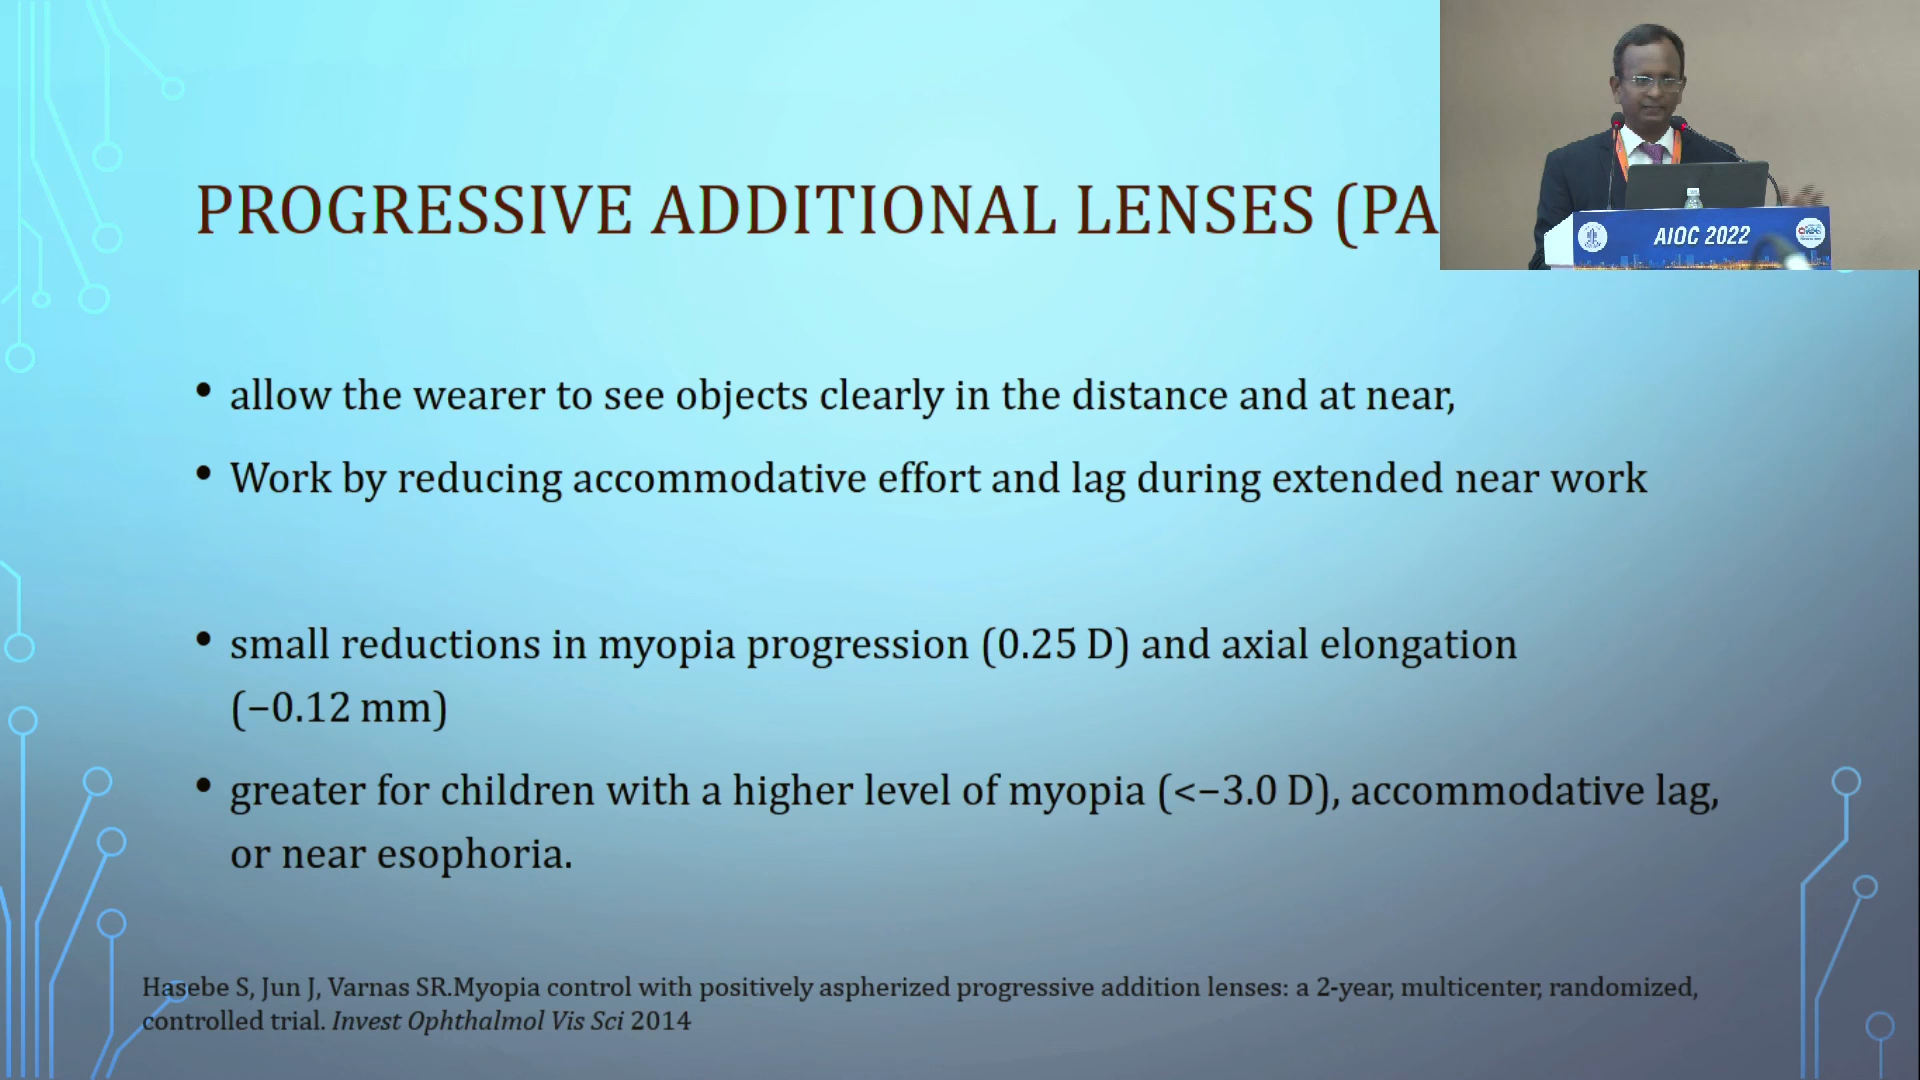 PROGRESSIVE ADDITIONAL LENSES (PA
AIOC 2022
• allow the wearer to see objects clearly in the distance and at near,
• Work by reducing accommodative effort and lag during extended near work
• small reductions in myopia progression (0.25 D) and axial elongation
(−0.12 mm)
• greater for children with a higher level of myopia (<−3.0 D), accommodative lag,
or near esophoria.
Hasebe S, Jun J, Varnas SR.Myopia control with positively aspherized progressive addition lenses: a 2-year, multicenter, randomized,
controlled trial. Invest Ophthalmol Vis Sci 2014